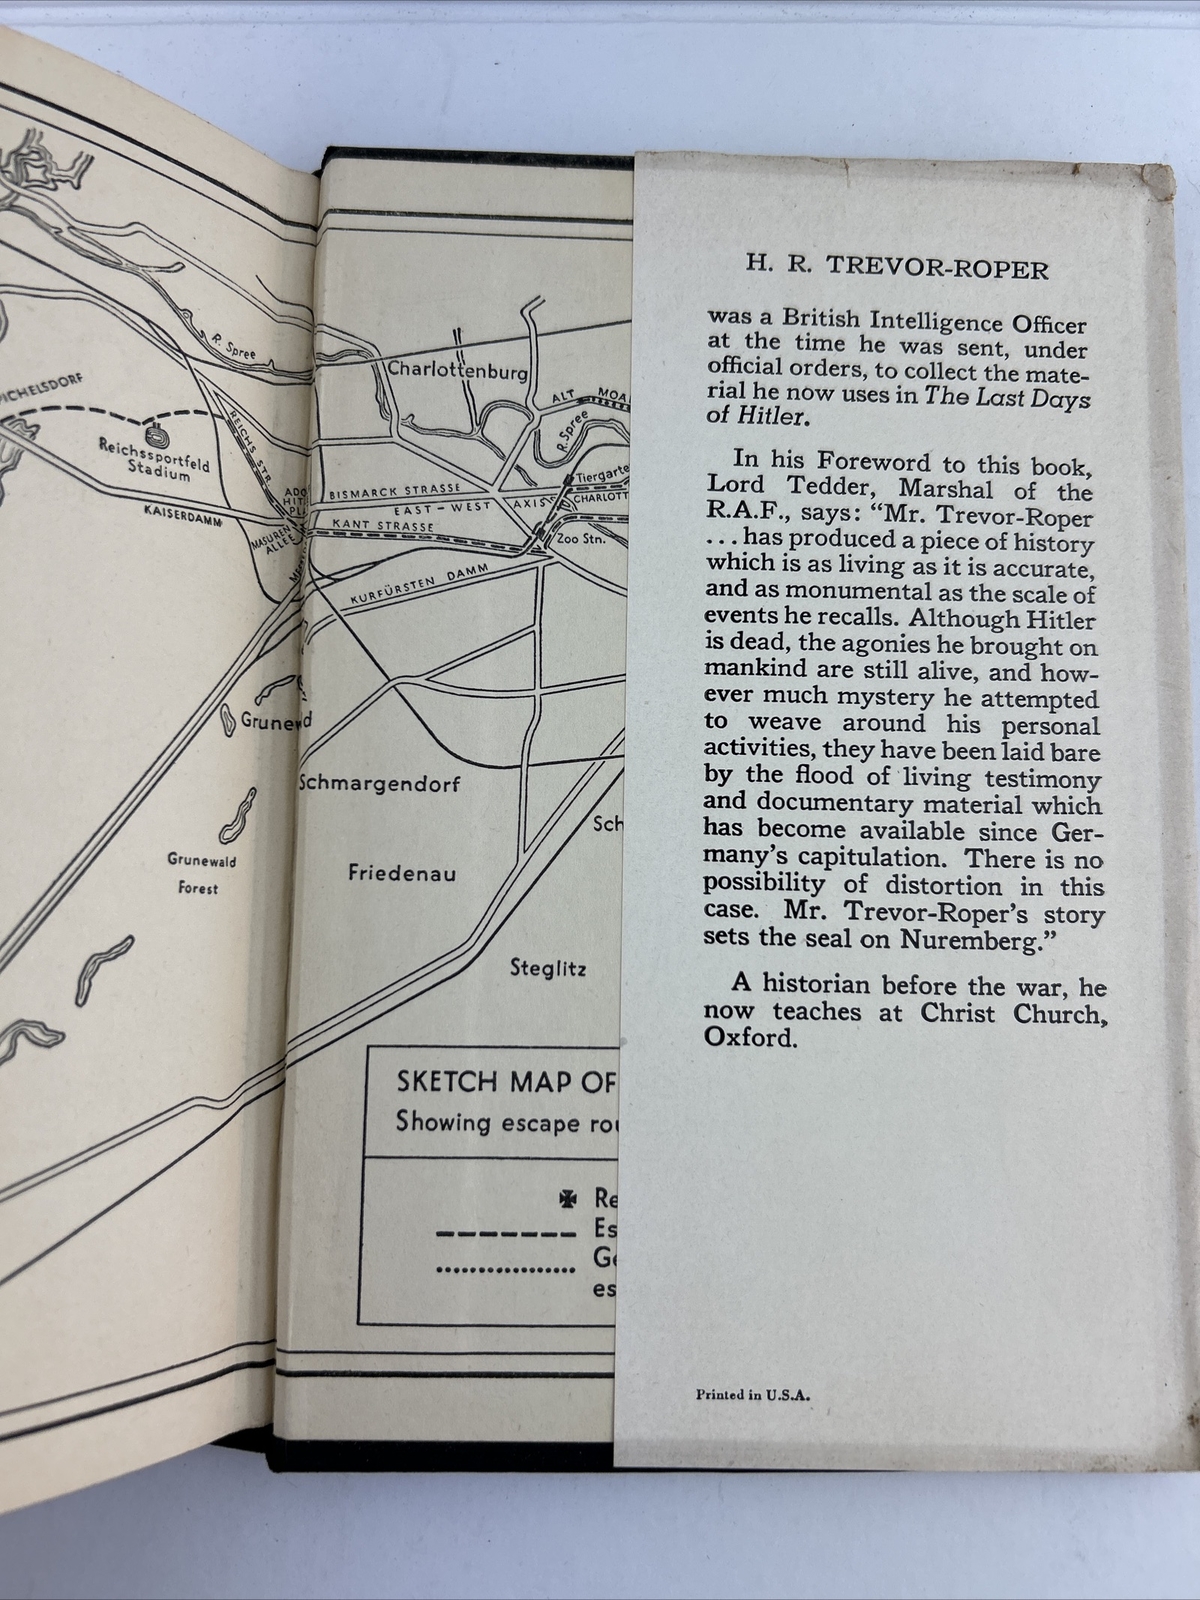 R. Spree
REICHS STR.
Reichssportfeld
Stadium
KAISERDAMM
MASUREN
ALLEE
Grunewald
Forest
Charlottenburg
ALT
R.Spree
BISMARCK STRASSE
EAST-WEST AXIS
KANT STRASSE
Zoo Stn.
KURFÜRSTEN DAMM
Schmargendorf
Friedenau
Steglitz
SKETCH MAP OF
Showing escape
H. R. TREVOR-ROPER
was a British Intelligence Officer
at the time he was sent, under
official orders, to collect the mate-
rial he now uses in The Last Days
of Hitler.
In his Foreword to this book,
Lord Tedder, Marshal of the
R.A.F., says: “Mr. Trevor-Roper
... has produced a piece of history
which is as living as it is accurate,
and as monumental as the scale of
events he recalls. Although Hitler
is dead, the agonies he brought on
mankind are still alive, and how-
ever much mystery he attempted
to weave around his personal
activities, they have been laid bare
by the flood of living testimony
and documentary material which
has become available since Ger-
many’s capitulation. There is no
possibility of distortion in this
case. Mr. Trevor-Roper’s story
sets the seal on Nuremberg.”
A historian before the war, he
now teaches at Christ Church,
Oxford.
Printed in U.S.A.